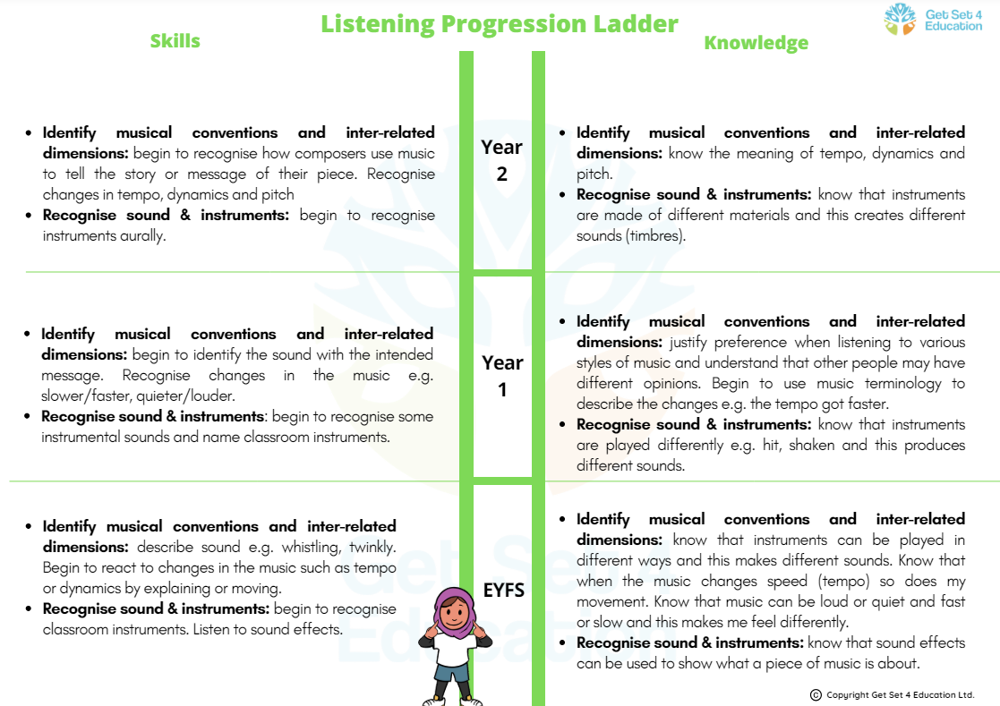 Listening Progression Ladder
Get Set 4
Education
Skills
Knowledge
Year
2
• Identify musical conventions and inter-related
dimensions: begin to recognise how composers use music
to tell the story or message of their piece. Recognise
changes in tempo, dynamics and pitch
• Recognise sound & instruments: begin to recognise
instruments aurally.
• Identify musical conventions and inter-related
dimensions: know the meaning of tempo, dynamics and
pitch.
• Recognise sound & instruments: know that instruments
are made of different materials and this creates different
sounds (timbres).
Year
1
• Identify musical conventions and inter-related
dimensions: begin to identify the sound with the intended
message. Recognise changes in the music e.g.
slower/faster, quieter/louder.
• Recognise sound & instruments: begin to recognise some
instrumental sounds and name classroom instruments.
• Identify musical conventions and inter-related
dimensions: justify preference when listening to various
styles of music and understand that other people may have
different opinions. Begin to use music terminology to
describe the changes e.g. the tempo got faster.
• Recognise sound & instruments: know that instruments
are played differently e.g. hit, shaken and this produces
different sounds.
EYFS
• Identify musical conventions and inter-related
dimensions: describe sound e.g. whistling, twinkly.
Begin to react to changes in the music such as tempo
or dynamics by explaining or moving.
• Recognise sound & instruments: begin to recognise
classroom instruments. Listen to sound effects.
• Identify musical conventions and inter-related
dimensions: know that instruments can be played in
different ways and this makes different sounds. Know that
when the music changes speed (tempo) so does my
movement. Know that music can be loud or quiet and fast
or slow and this makes me feel differently.
• Recognise sound & instruments: know that sound effects
can be used to show what a piece of music is about.
Get Set 4
Education
© Copyright Get Set 4 Education Ltd.